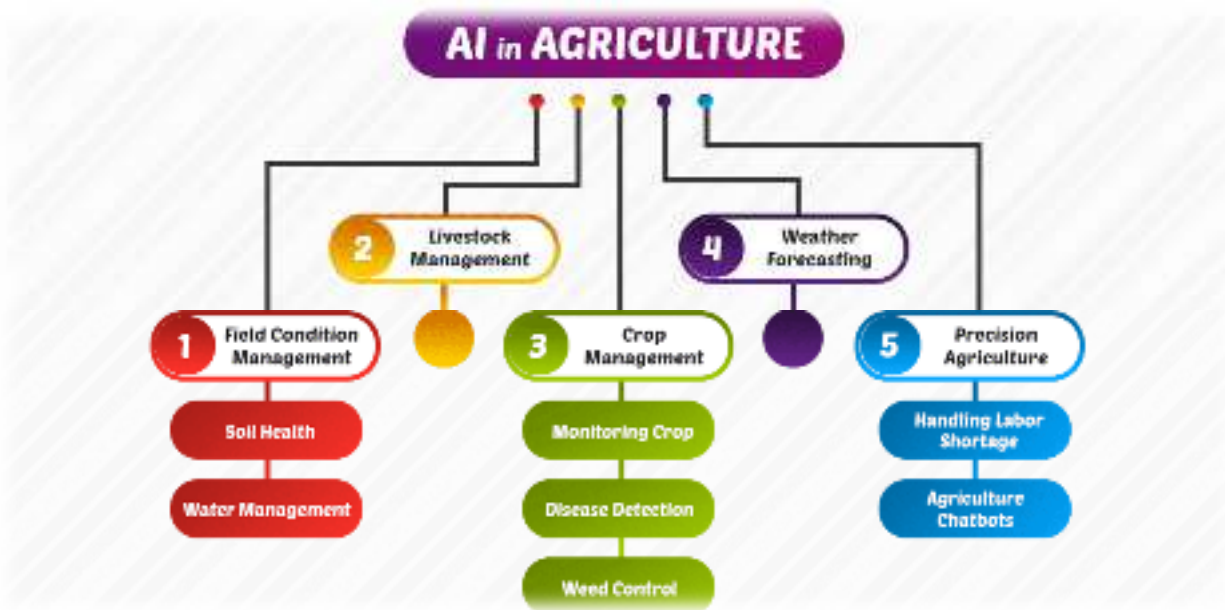 AI in AGRICULTURE
2
Livestock
Management
4
Weather
Forecasting
1
Field Condition
Management
3
Crop
Management
5
Precision
Agriculture
Soil Health
Monitoring Crop
Handling Labor
Shortage
Water Management
Disease Detection
Agriculture
Chatbots
Weed Control